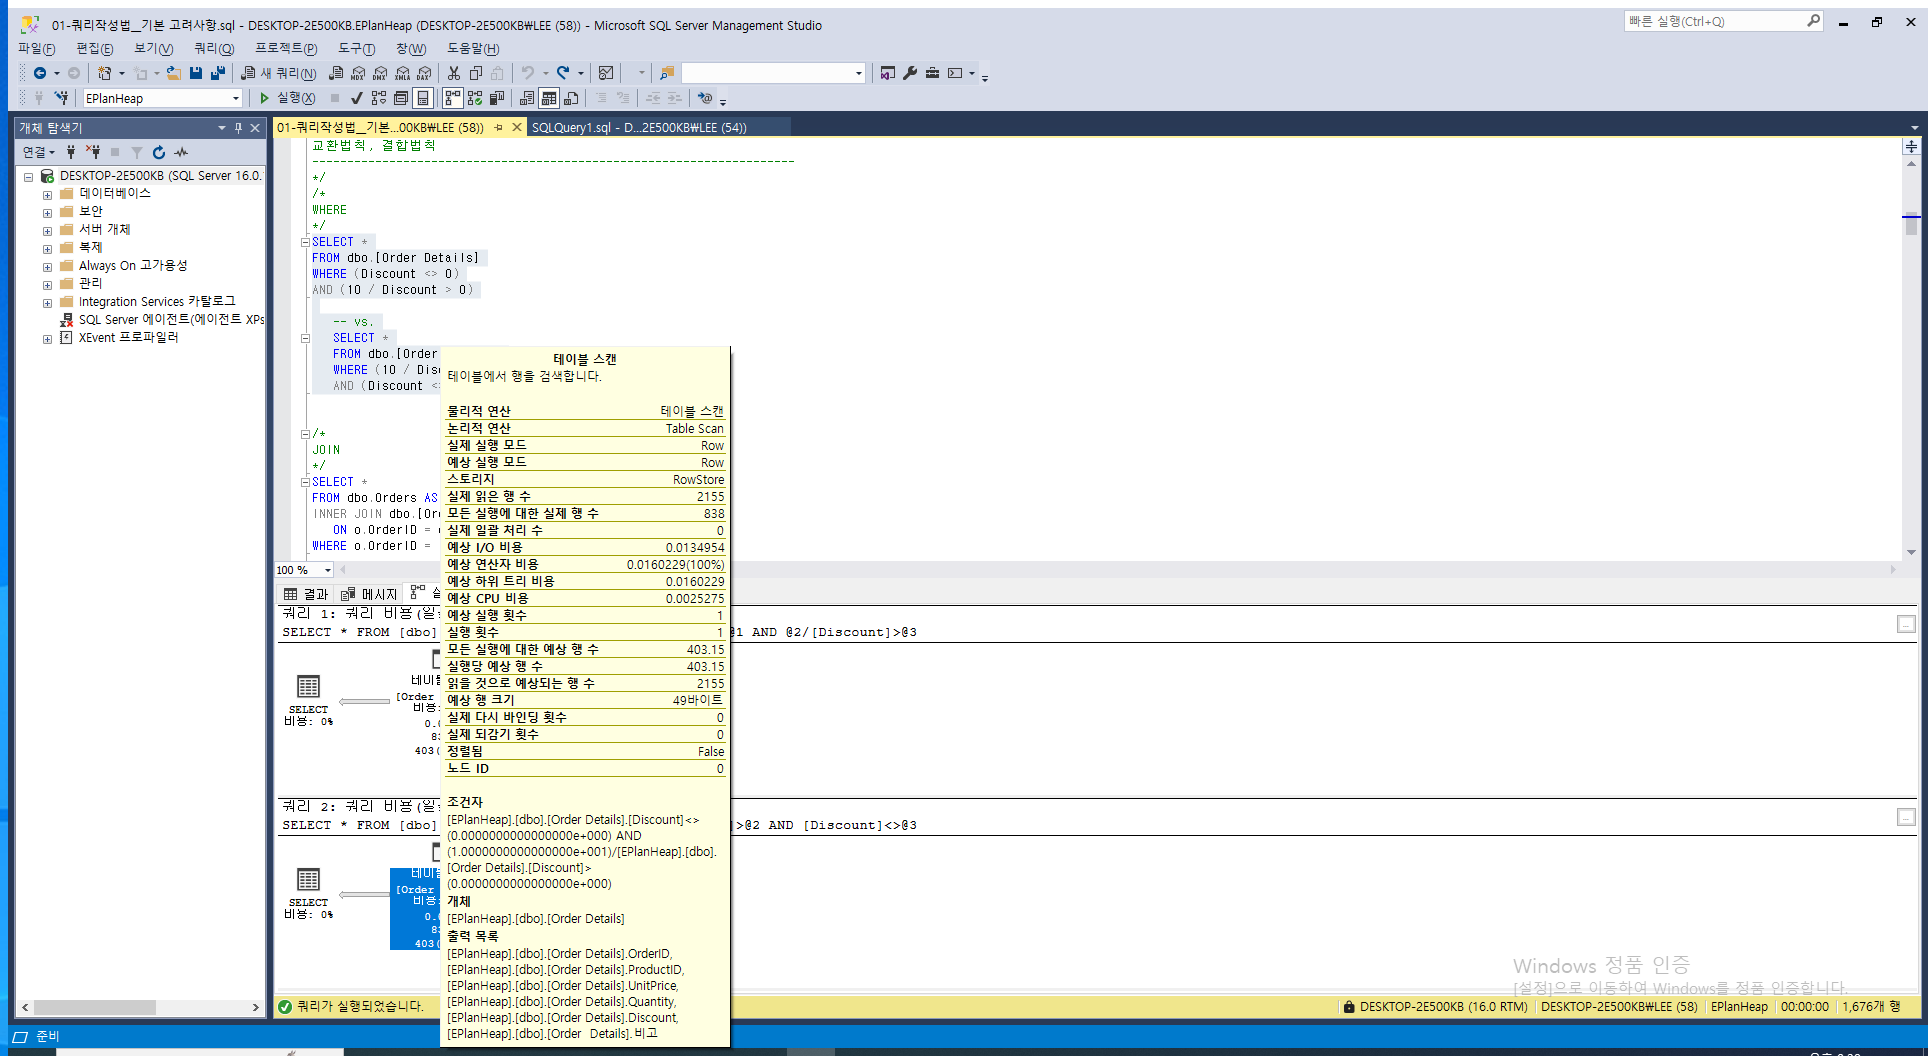 01-쿼리작성법__기본 고려사항.sql - DESKTOP-2E500KB.EPlanHeap (DESKTOP-2E500KB₩LEE (58)) - Microsoft SQL Server Management Studio
빠른 실행(Ctrl+Q)
파일(F) 편집(E) 보기(V) 쿼리(Q) 프로젝트(P) 도구(T) 창(W) 도움말(H)
새 쿼리(N)
MDX DMX XMLA DAX
EPlanHeap
실행(X)
개체 탐색기
연결
DESKTOP-2E500KB (SQL Server 16.0.
데이터베이스
보안
서버 개체
복제
Always On 고가용성
관리
Integration Services 카탈로그
SQL Server 에이전트(에이전트 XPs
XEvent 프로파일러
01-쿼리작성법__기본...00KB₩LEE (58))
SQLQuery1.sql - D...2E500KB₩LEE (54))
교환법칙, 결합법칙
---------------------------------------------------------------------
*/
/*
WHERE
*/
SELECT *
FROM dbo.[Order Details]
WHERE (Discount <> 0)
AND (10 / Discount > 0)
-- vs.
SELECT *
FROM dbo.[Order
WHERE (10 /
AND (Discount <
/*
JOIN
*/
SELECT *
FROM dbo.Orders AS
INNER JOIN
ON o.OrderID =
WHERE o.OrderID =
100 %
결과 메시지
쿼리 1: 쿼리 비용
SELECT * FROM [dbo]
@1 AND @2/[Discount]>@3
SELECT
비용: 0%
[Order
비용:
403(
쿼리 2: 쿼리 비용
SELECT * FROM [dbo]
>@2 AND [Discount]<>@3
SELECT
비용: 0%
[Order
비용:
403(
테이블 스캔
테이블에서 행을 검색합니다.
물리적 연산 테이블 스캔
논리적 연산 Table Scan
실제 실행 모드 Row
예상 실행 모드 Row
스토리지 RowStore
실제 읽은 행 수 2155
모든 실행에 대한 실제 행 수 838
실제 일괄 처리 수 0
예상 I/O 비용 0.0134954
예상 연산자 비용 0.0160229(100%)
예상 하위 트리 비용 0.0160229
예상 CPU 비용 0.0025275
예상 실행 횟수 1
실행 횟수 1
모든 실행에 대한 예상 행 수 403.15
실행당 예상 행 수 403.15
읽을 것으로 예상되는 행 수 2155
예상 행 크기 49바이트
실제 다시 바인딩 횟수 0
실제 되감기 횟수 0
정렬됨 False
노드 ID 0
조건자
[EPlanHeap].[dbo].[Order Details].[Discount]<>
(0.0000000000000000e+000) AND
(1.0000000000000000e+001)/[EPlanHeap].[dbo].
[Order Details].[Discount]>
(0.0000000000000000e+000)
개체
[EPlanHeap].[dbo].[Order Details]
출력 목록
[EPlanHeap].[dbo].[Order Details].OrderID,
[EPlanHeap].[dbo].[Order Details].ProductID,
[EPlanHeap].[dbo].[Order Details].UnitPrice,
[EPlanHeap].[dbo].[Order Details].Quantity,
[EPlanHeap].[dbo].[Order Details].Discount,
[EPlanHeap].[dbo].[Order Details].비고
Windows 정품 인증
[설정]으로 이동하여 Windows를 정품 인증합니다.
쿼리가 실행되었습니다.
DESKTOP-2E500KB (16.0 RTM) DESKTOP-2E500KB₩LEE (58) EPlanHeap 00:00:00 1,676개 행
준비